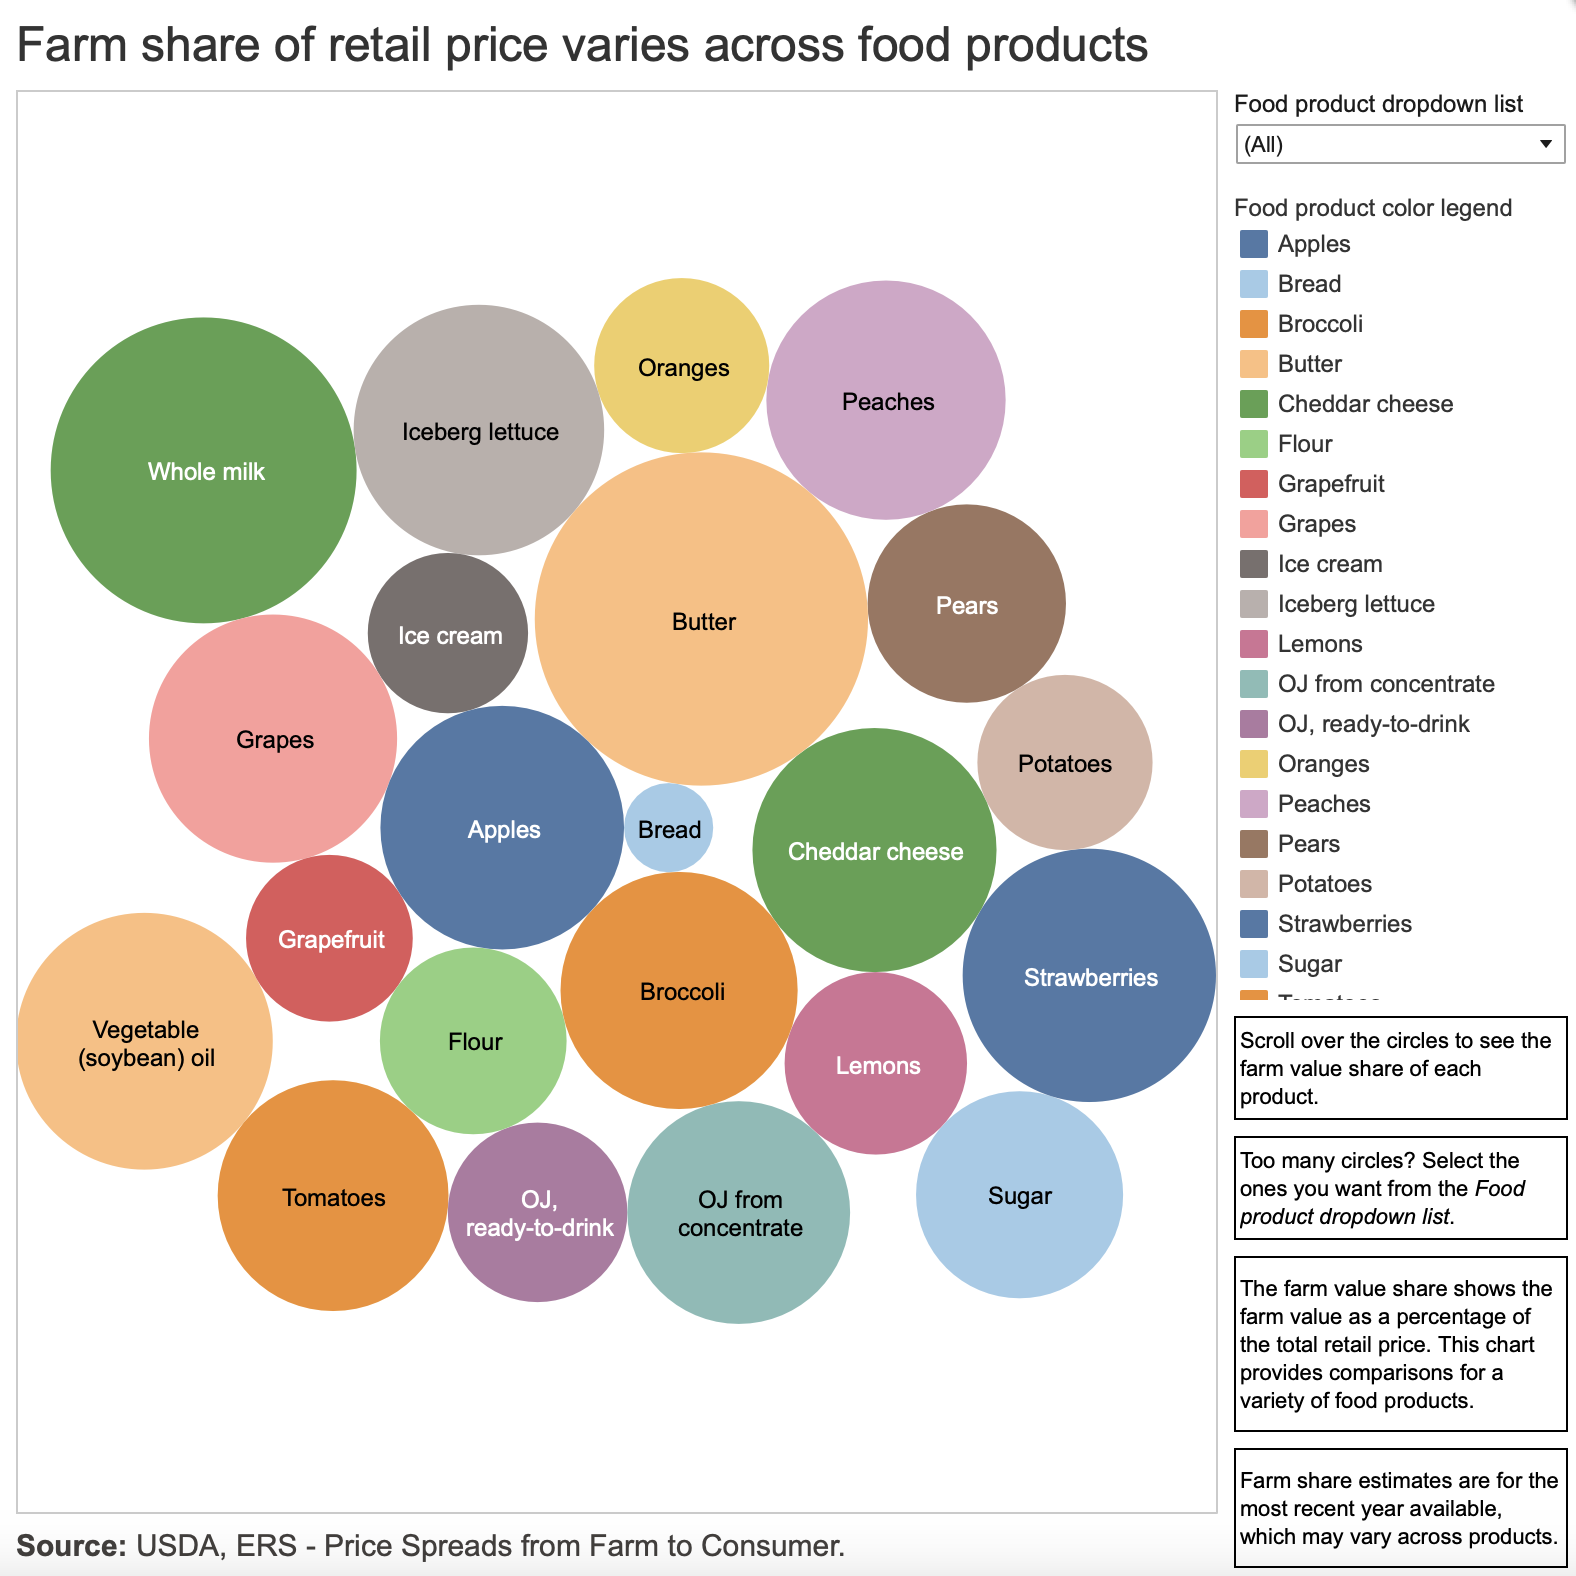 Farm share of retail price varies across food products
Food product dropdown list
(All)
Food product color legend
Apples
Bread
Broccoli
Butter
Cheddar cheese
Flour
Grapefruit
Grapes
Ice cream
Iceberg lettuce
Lemons
OJ from concentrate
OJ, ready-to-drink
Oranges
Peaches
Pears
Potatoes
Strawberries
Sugar
Tomatoes
Oranges
Peaches
Iceberg lettuce
Whole milk
Butter
Pears
Ice cream
Grapes
Potatoes
Apples
Bread
Cheddar cheese
Grapefruit
Strawberries
Broccoli
Vegetable
(soybean) oil
Flour
Lemons
Tomatoes
OJ,
ready-to-drink
OJ from
concentrate
Sugar
Scroll over the circles to see the
farm value share of each
product.
Too many circles? Select the
ones you want from the Food
product dropdown list.
The farm value share shows the
farm value as a percentage of
the total retail price. This chart
provides comparisons for a
variety of food products.
Farm share estimates are for the
most recent year available,
which may vary across products.
Source: USDA, ERS - Price Spreads from Farm to Consumer.